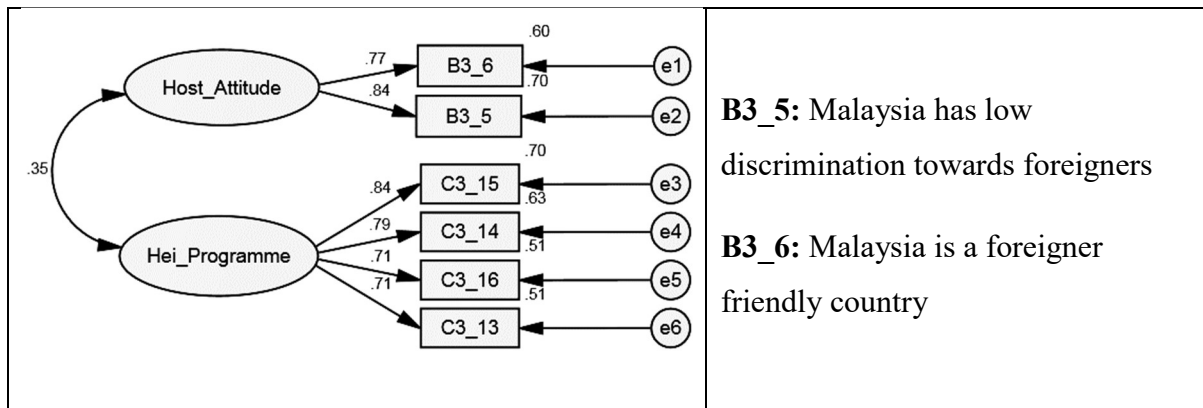 .60
.77
B3_6
e1
Host_Attitude
.70
.84
B3_5
e2
.35
.70
.84
C3_15
e3
.63
.79
C3_14
e4
Hei_Programme
.51
.71
C3_16
e5
.51
.71
C3_13
e6
B3_5: Malaysia has low
discrimination towards foreigners
B3_6: Malaysia is a foreigner
friendly country